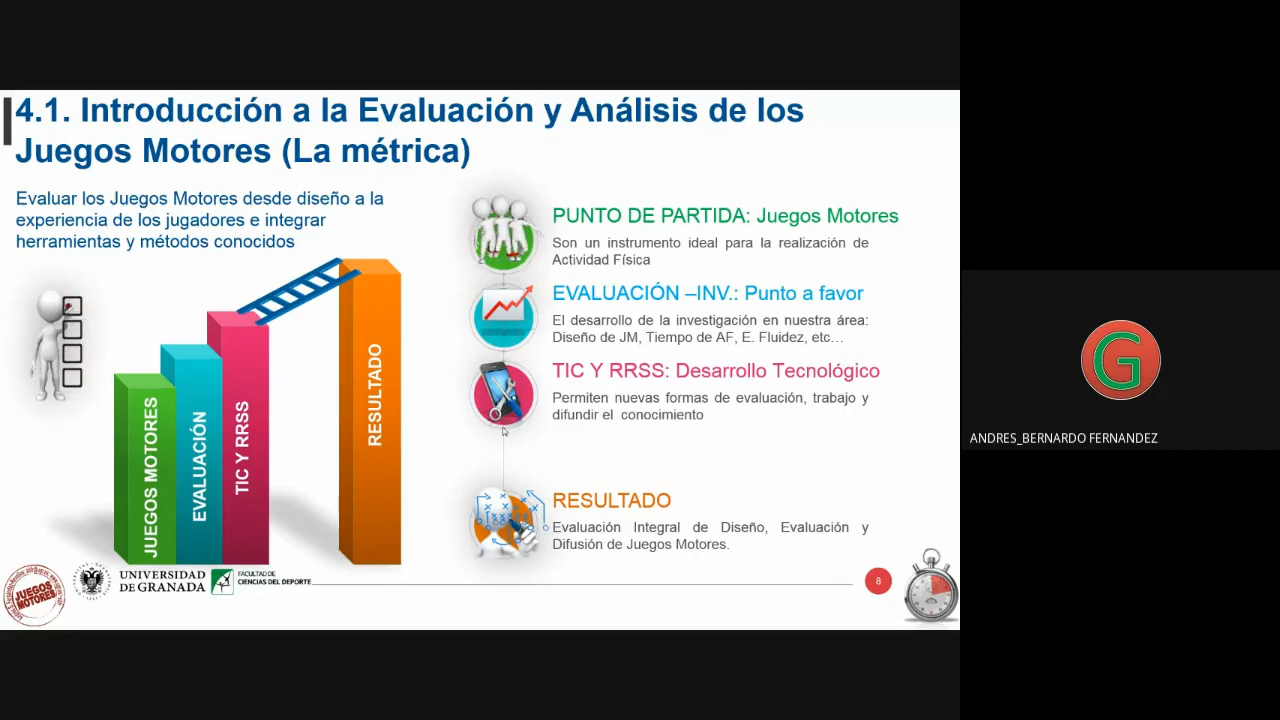 4.1. Introducción a la Evaluación y Análisis de los
Juegos Motores (La métrica)
Evaluar los Juegos Motores desde diseño a la
experiencia de los jugadores e integrar
herramientas y métodos conocidos
JUEGOS MOTORES
EVALUACIÓN
TIC Y RRSS
RESULTADO
PUNTO DE PARTIDA: Juegos Motores
Son un instrumento ideal para la realización de
Actividad Física
EVALUACIÓN –INV.: Punto a favor
El desarrollo de la investigación en nuestra área:
Diseño de JM, Tiempo de AF, E. Fluidez, etc…
TIC Y RRSS: Desarrollo Tecnológico
Permiten nuevas formas de evaluación, trabajo y
difundir el conocimiento
RESULTADO
Evaluación Integral de Diseño, Evaluación y
Difusión de Juegos Motores.
JUEGOS
MOTORES
UNIVERSIDAD
DE GRANADA
FACULTAD DE
CIENCIAS DEL DEPORTE
8
G
ANDRES_BERNARDO FERNANDEZ